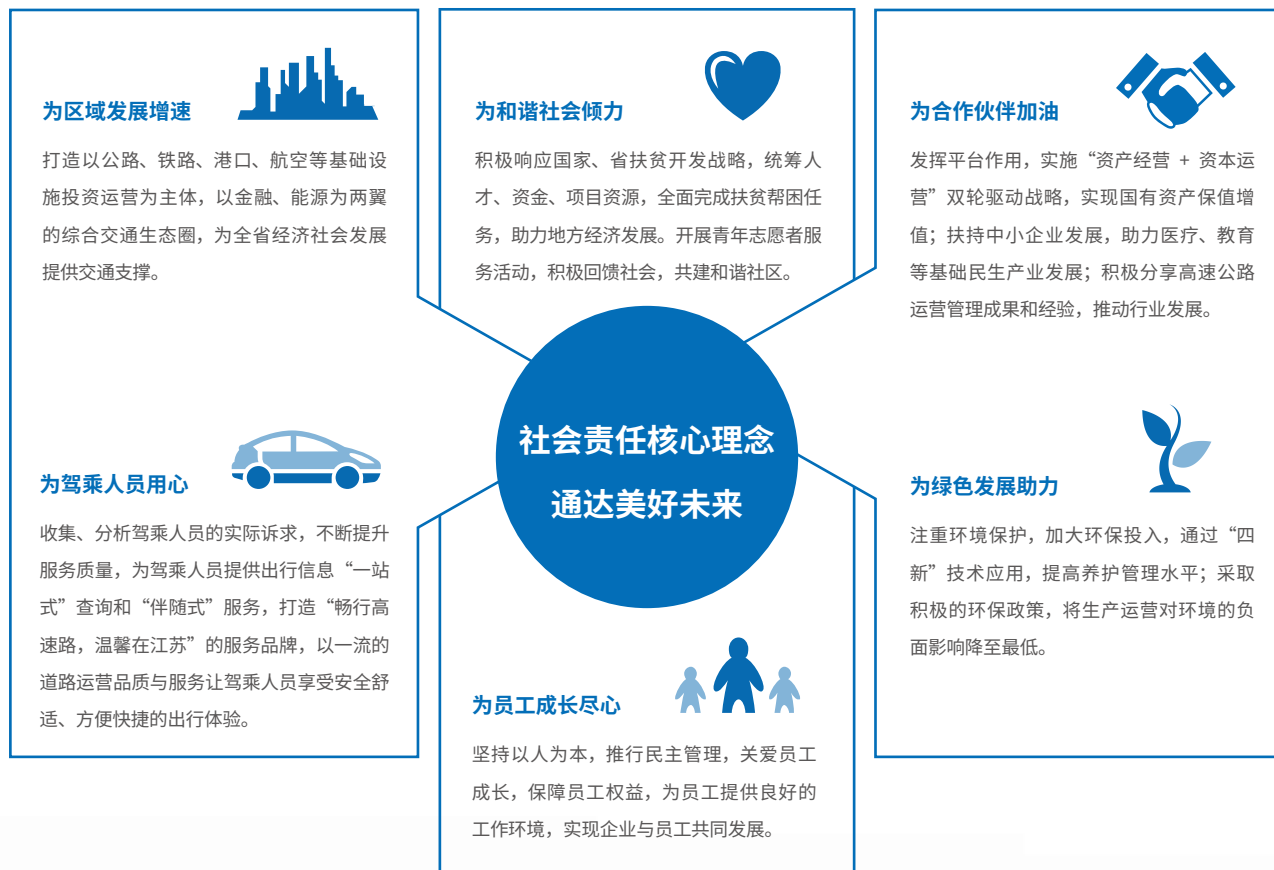 为区域发展增速
打造以公路、铁路、港口、航空等基础设
施投资运营为主体，以金融、能源为两翼
的综合交通生态圈，为全省经济社会发展
提供交通支撑。
为和谐社会倾力
积极响应国家、省扶贫开发战略，统筹人
才、资金、项目资源，全面完成扶贫帮困任
务，助力地方经济发展。开展青年志愿者服
务活动，积极回馈社会，共建和谐社区。
为合作伙伴加油
发挥平台作用，实施“资产经营 + 资本运
营”双轮驱动战略，实现国有资产保值增
值；扶持中小企业发展，助力医疗、教育
等基础民生产业发展；积极分享高速公路
运营管理成果和经验，推动行业发展。
社会责任核心理念
通达美好未来
为驾乘人员用心
收集、分析驾乘人员的实际诉求，不断提升
服务质量，为驾乘人员提供出行信息“一站
式”查询和“伴随式”服务，打造“畅行高
速路，温馨在江苏”的服务品牌，以一流的
道路运营品质与服务让驾乘人员享受安全舒
适、方便快捷的出行体验。
为员工成长尽心
坚持以人为本，推行民主管理，关爱员工
成长，保障员工权益，为员工提供良好的
工作环境，实现企业与员工共同发展。
为绿色发展助力
注重环境保护，加大环保投入，通过“四
新”技术应用，提高养护管理水平；采取
积极的环保政策，将生产运营对环境的负
面影响降至最低。